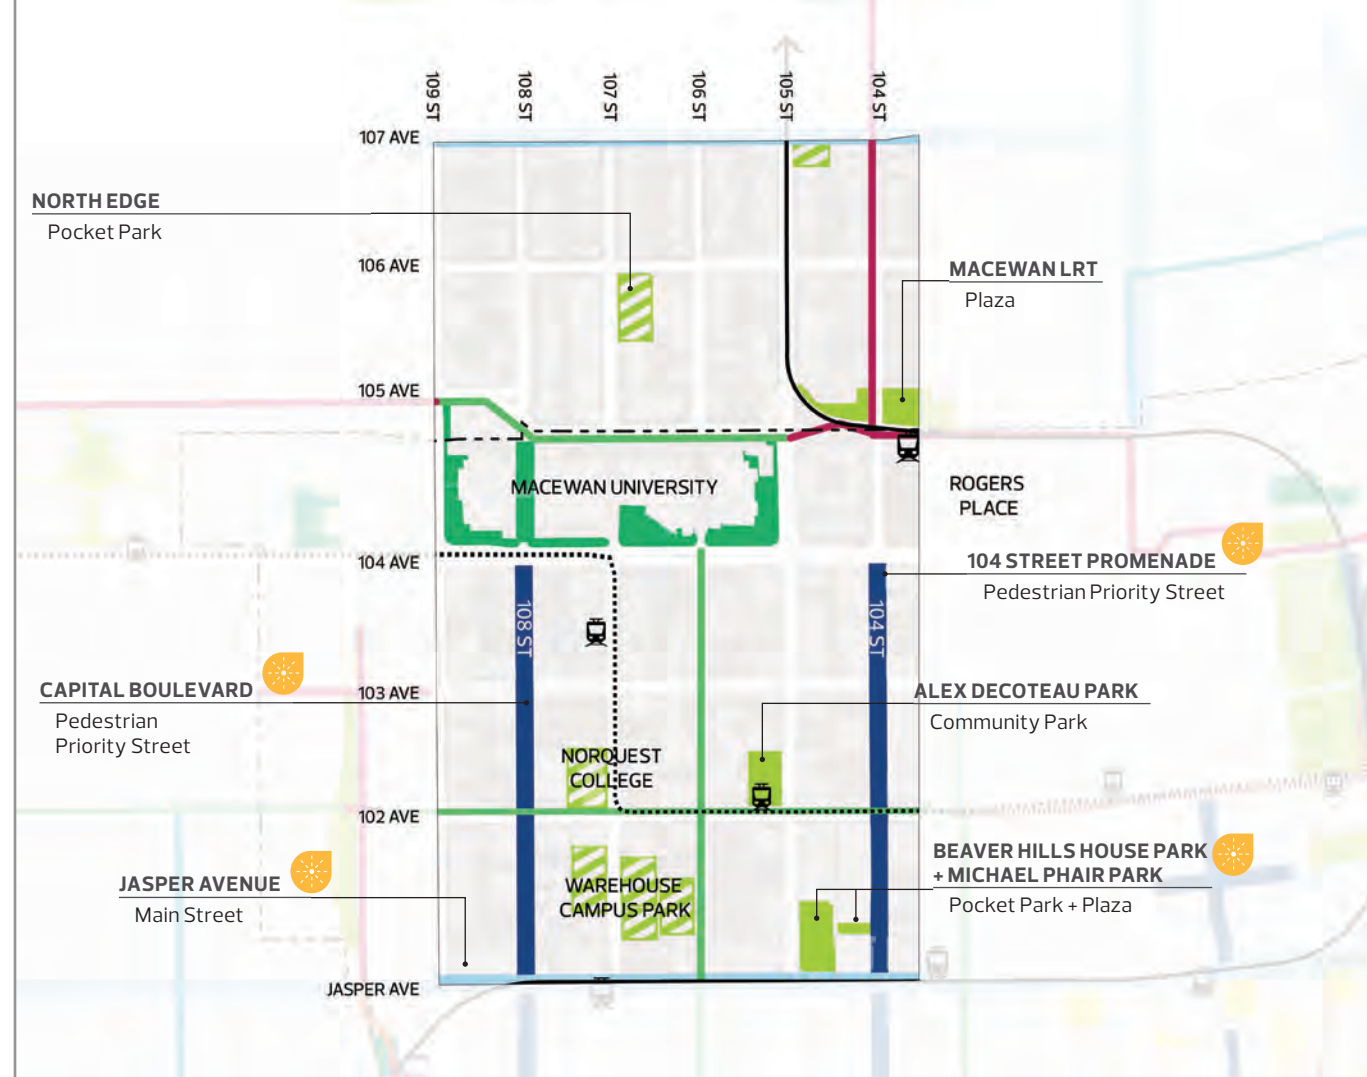 109 ST
108 ST
107 ST
106 ST
105 ST
104 ST
107 AVE
NORTH EDGE
Pocket Park
106 AVE
MACEWAN LRT
Plaza
105 AVE
MACEWAN UNIVERSITY
ROGERS
PLACE
104 AVE
104 STREET PROMENADE
Pedestrian Priority Street
108 ST
104 ST
CAPITAL BOULEVARD
Pedestrian
Priority Street
103 AVE
ALEX DECOTEAU PARK
Community Park
NORQUEST
COLLEGE
102 AVE
BEAVER HILLS HOUSE PARK
+ MICHAEL PHAIR PARK
Pocket Park + Plaza
JASPER AVENUE
Main Street
WAREHOUSE
CAMPUS PARK
JASPER AVE